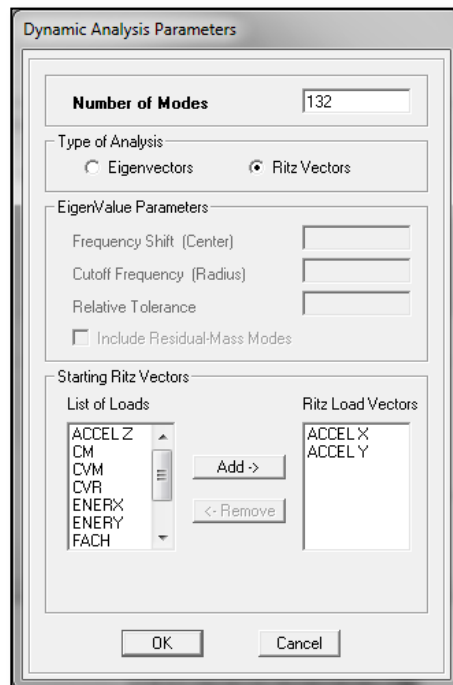 Dynamic Analysis Parameters
Number of Modes 132
Type of Analysis
Eigenvectors Ritz Vectors
EigenValue Parameters
Frequency Shift (Center)
Cutoff Frequency (Radius)
Relative Tolerance
Include Residual-Mass Modes
Starting Ritz Vectors
List of Loads Ritz Load Vectors
ACCEL Z
CM
CVM
CVR
ENERX
ENERY
FACH
Add ->
<- Remove
ACCEL X
ACCEL Y
OK Cancel